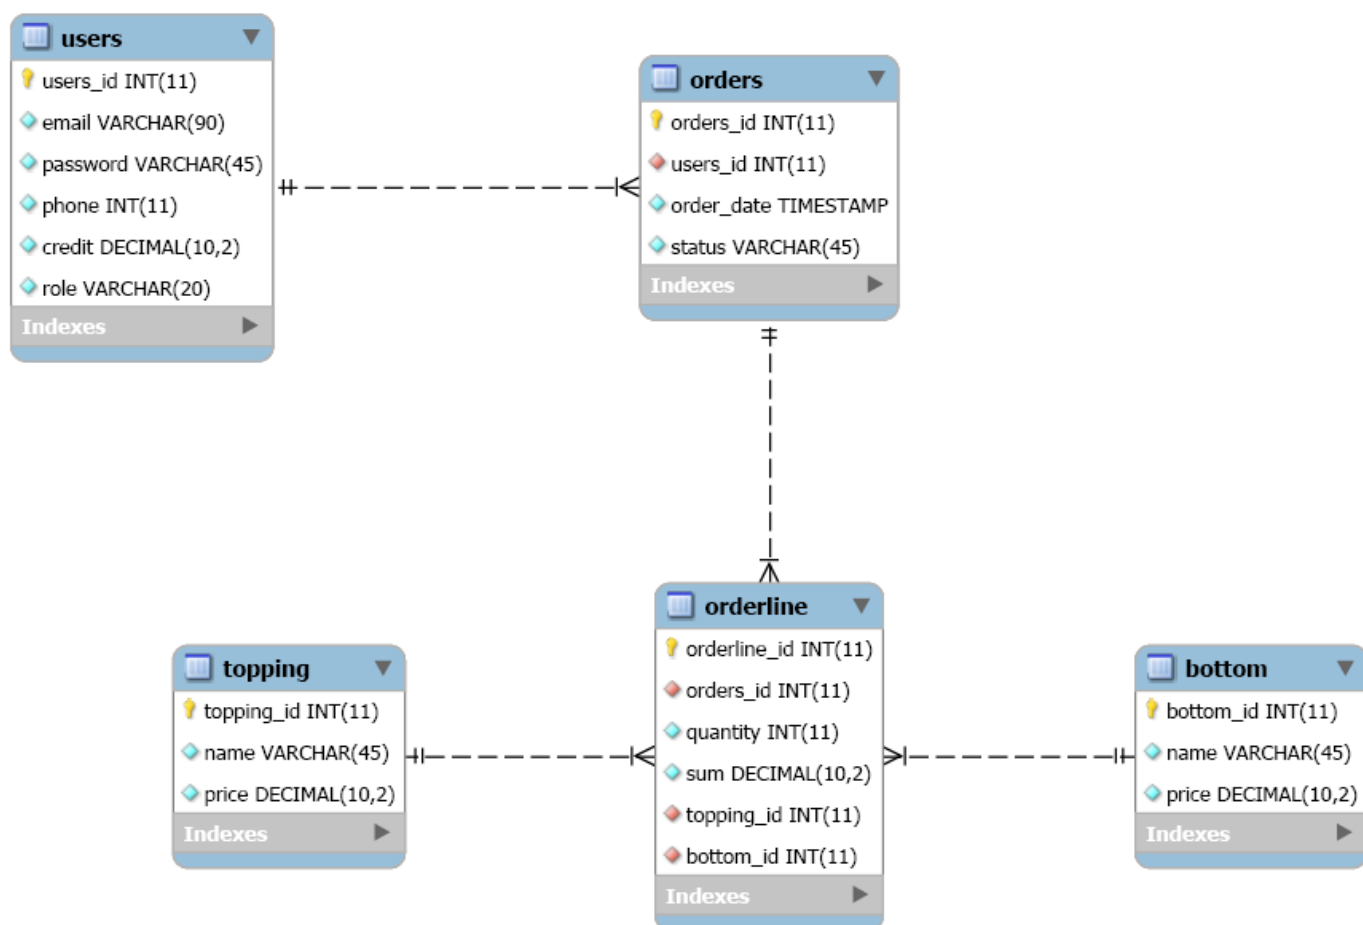 users
users_id INT(11)
email VARCHAR(90)
password VARCHAR(45)
phone INT(11)
credit DECIMAL(10,2)
role VARCHAR(20)
Indexes
orders
orders_id INT(11)
users_id INT(11)
order_date TIMESTAMP
status VARCHAR(45)
Indexes
topping
topping_id INT(11)
name VARCHAR(45)
price DECIMAL(10,2)
Indexes
orderline
orderline_id INT(11)
orders_id INT(11)
quantity INT(11)
sum DECIMAL(10,2)
topping_id INT(11)
bottom_id INT(11)
Indexes
bottom
bottom_id INT(11)
name VARCHAR(45)
price DECIMAL(10,2)
Indexes